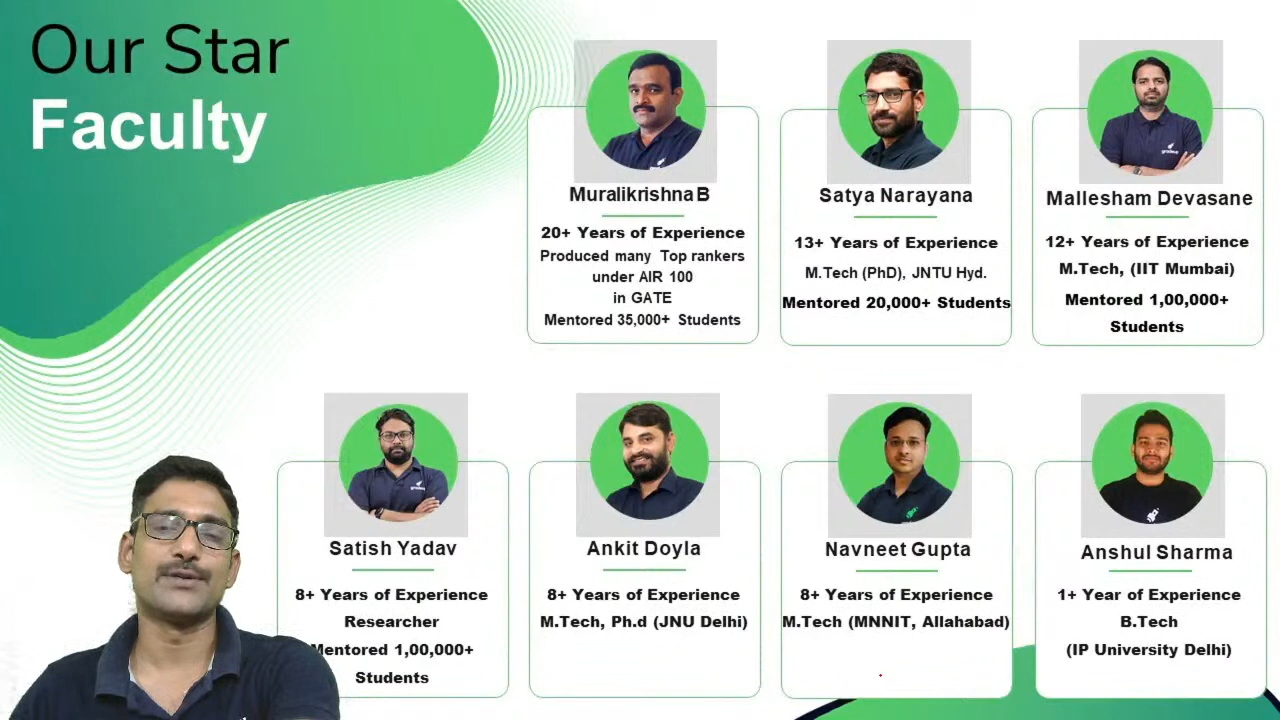 Our Star
Faculty
Muralikrishna B
20+ Years of Experience
Produced many Top rankers
under AIR 100
in GATE
Mentored 35,000+ Students
Satya Narayana
13+ Years of Experience
M.Tech (PhD), JNTU Hyd.
Mentored 20,000+ Students
Mallesham Devasane
12+ Years of Experience
M.Tech, (IIT Mumbai)
Mentored 1,00,000+
Students
Satish Yadav
8+ Years of Experience
Researcher
Mentored 1,00,000+
Students
Ankit Doyla
8+ Years of Experience
M.Tech, Ph.d (JNU Delhi)
Navneet Gupta
8+ Years of Experience
M.Tech (MNNIT, Allahabad)
Anshul Sharma
1+ Year of Experience
B.Tech
(IP University Delhi)